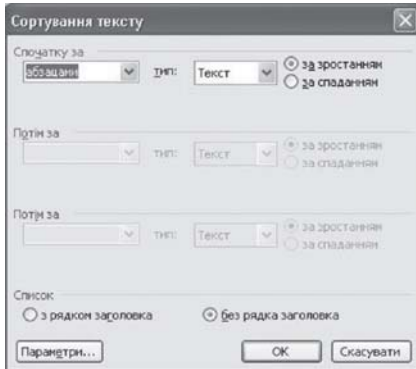 Сортування тексту
Спочатку за
абзацами тип: Текст за зростанням
за спаданням
Потім за
тип: Текст за зростанням
за спаданням
Потім за
тип: Текст за зростанням
за спаданням
Список
з рядком заголовка без рядка заголовка
Параметри... OK Скасувати